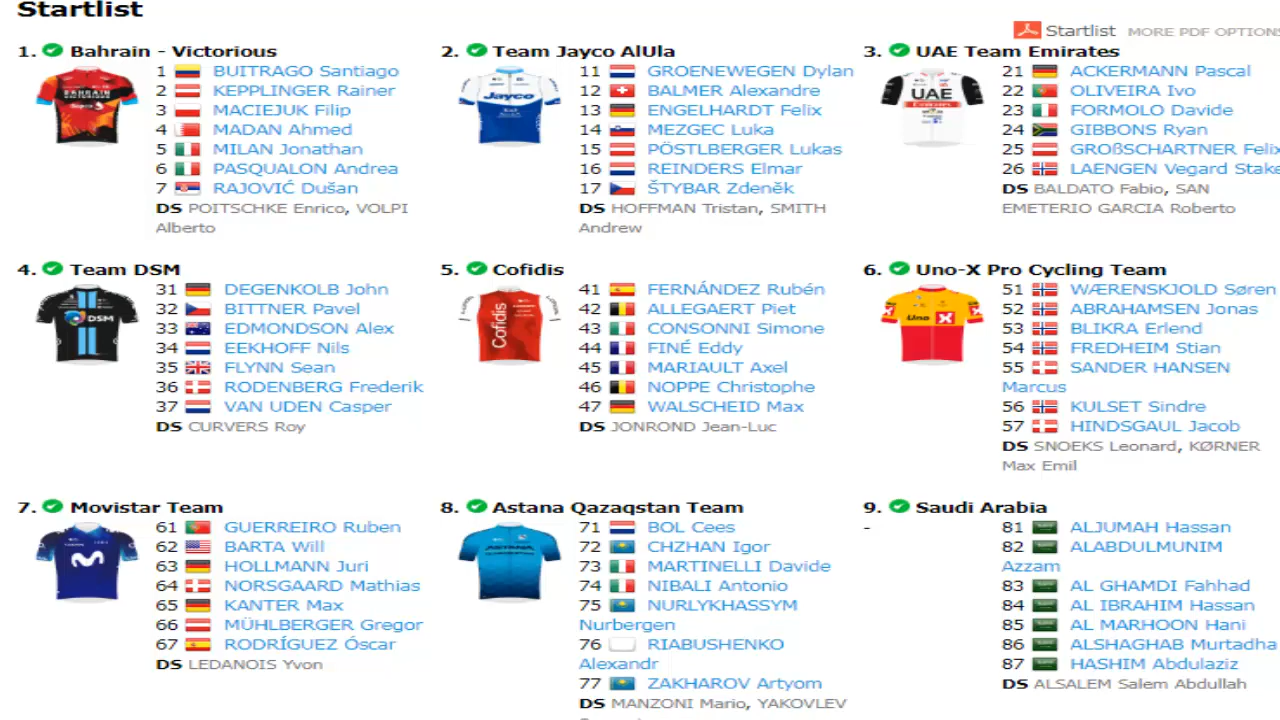 Startlist
Startlist MORE PDF OPTIONS
1. Bahrain - Victorious
1 BUITRAGO Santiago
2 KEPPLINGER Rainer
3 MACIEJUK Filip
4 MADAN Ahmed
5 MILAN Jonathan
6 PASQUALON Andrea
7 RAJOVIĆ Dušan
DS POITSCHKE Enrico, VOLPI
Alberto
2. Team Jayco AlUla
Jayco
11 GROENEWEGEN Dylan
12 BALMER Alexandre
13 ENGELHARDT Felix
14 MEZGEC Luka
15 PÖSTLBERGER Lukas
16 REINDERS Elmar
17 ŠTYBAR Zdeněk
DS HOFFMAN Tristan, SMITH
Andrew
3. UAE Team Emirates
UAE
Emirates
21 ACKERMANN Pascal
22 OLIVEIRA Ivo
23 FORMOLO Davide
24 GIBBONS Ryan
25 GROßSCHARTNER Felix
26 LAENGEN Vegard Stake
DS BALDATO Fabio, SAN
EMETERIO GARCIA Roberto
4. Team DSM
DSM
31 DEGENKOLB John
32 BITTNER Pavel
33 EDMONDSON Alex
34 EEKHOFF Nils
35 FLYNN Sean
36 RODENBERG Frederik
37 VAN UDEN Casper
DS CURVERS Roy
5. Cofidis
Cofidis
41 FERNÁNDEZ Rubén
42 ALLEGAERT Piet
43 CONSONNI Simone
44 FINÉ Eddy
45 MARIAULT Axel
46 NOPPE Christophe
47 WALSCHEID Max
DS JONROND Jean-Luc
6. Uno-X Pro Cycling Team
Uno X
51 WÆRENSKJOLD Søren
52 ABRAHAMSEN Jonas
53 BLIKRA Erlend
54 FREDHEIM Stian
55 SANDER HANSEN
Marcus
56 KULSET Sindre
57 HINDSGAUL Jacob
DS SNOEKS Leonard, KØRNER
Max Emil
7. Movistar Team
61 GUERREIRO Ruben
62 BARTA Will
63 HOLLMANN Juri
64 NORSGAARD Mathias
65 KANTER Max
66 MÜHLBERGER Gregor
67 RODRÍGUEZ Óscar
DS LEDANOIS Yvon
8. Astana Qazaqstan Team
71 BOL Cees
72 CHZHAN Igor
73 MARTINELLI Davide
74 NIBALI Antonio
75 NURLYKHASSYM
Nurbergen
76 RIABUSHENKO
Alexandr
77 ZAKHAROV Artyom
DS MANZONI Mario, YAKOVLEV
9. Saudi Arabia
-
81 ALJUMAH Hassan
82 ALABDULMUNIM
Azzam
83 AL GHAMDI Fahhad
84 AL IBRAHIM Hassan
85 AL MARHOON Hani
86 ALSHAGHAB Murtadha
87 HASHIM Abdulaziz
DS ALSALEM Salem Abdullah